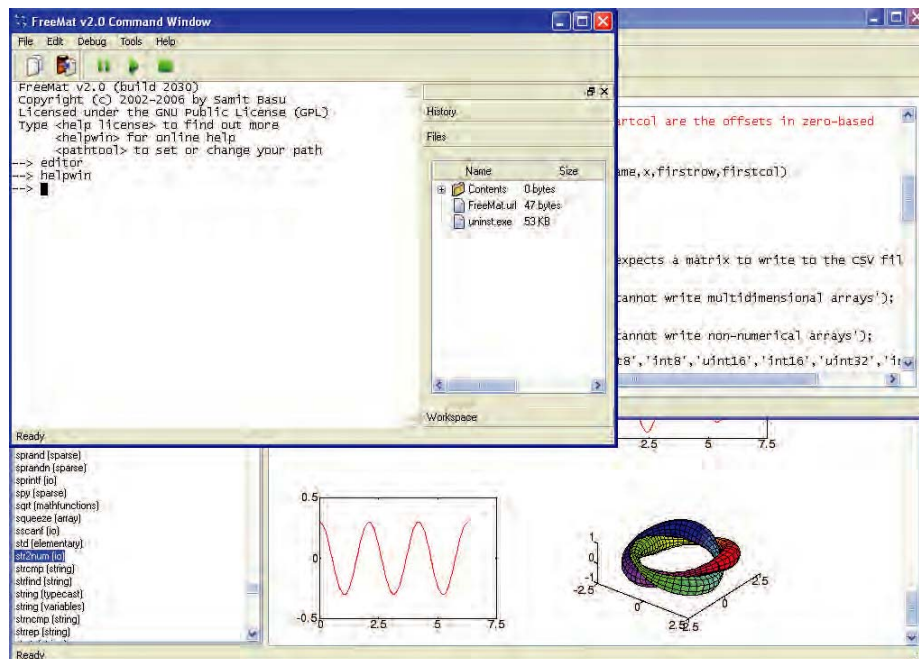 FreeMat v2.0 Command Window
File Edit Debug Tools Help
FreeMat v2.0 (build 2030)
Copyright (c) 2002-2006 by Samit Basu
Licensed under the GNU Public License (GPL)
Type <help license> to find out more
<helpwin> for online help
<pathtool> to set or change your path
--> editor
--> helpwin
-->
History
Files
Name Size
Contents 0 bytes
FreeMat.url 47 bytes
uninst.exe 53 KB
Workspace
Ready
artcol are the offsets in zero-based
ame,x,firstrow,firstcol)
expects a matrix to write to the CSV fil
cannot write multidimensional arrays');
cannot write non-numerical arrays');
t8','int8','uint16','int16','uint32','i
sprand (sparse)
sprandn (sparse)
sprintf (io)
spy (sparse)
sqrt (mathfunctions)
squeeze (array)
sscanf (io)
std (elementary)
str2num (io)
strcmp (string)
strfind (string)
string (typecast)
string (variables)
strncmp (string)
strrep (string)
Ready
2.5 5 7.5
0.5
0
-0.5
0 2.5 5 7.5
1
0
-1
-2.5
0
2.5
-2.5
0
2.5